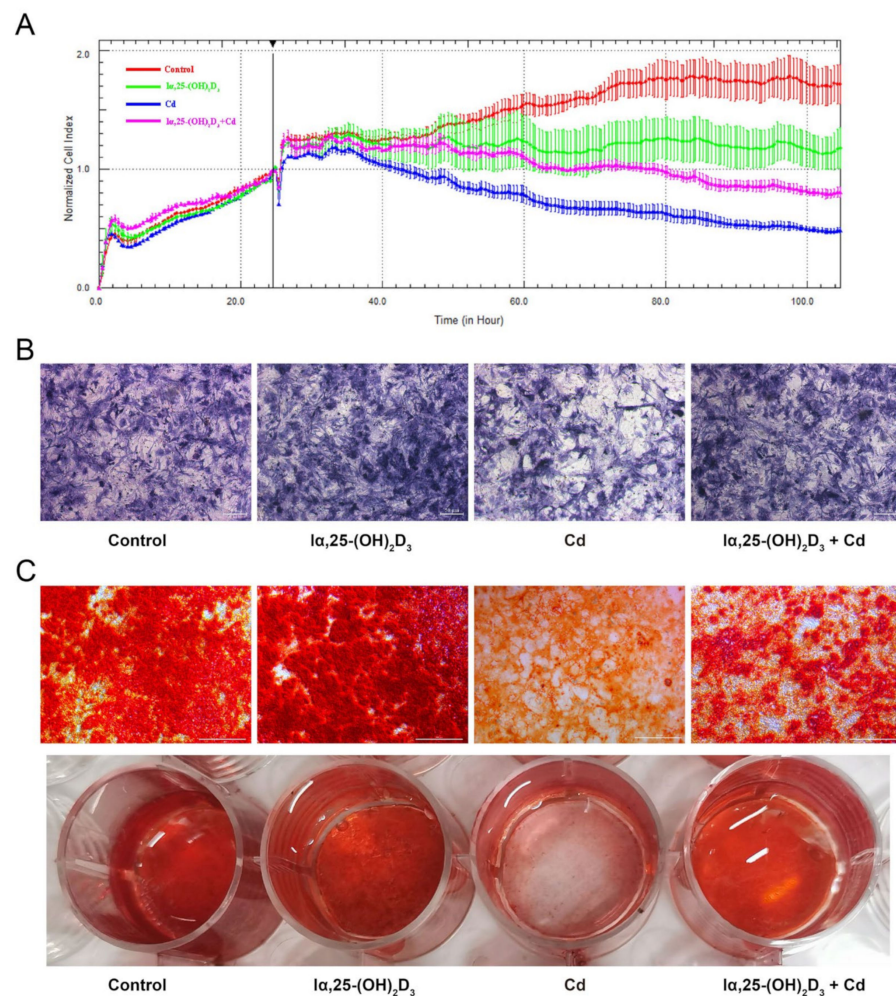 A
2.0
Control
1α,25-(OH)₂D₃
Cd
1α,25-(OH)₂D₃+Cd
Normalized Cell Index
1.0
0.0
0.0 20.0 40.0 60.0 80.0 100.0
Time (in Hour)
B
Control Iα,25-(OH)₂D₃ Cd Iα,25-(OH)₂D₃ + Cd
C
Control Iα,25-(OH)₂D₃ Cd Iα,25-(OH)₂D₃ + Cd